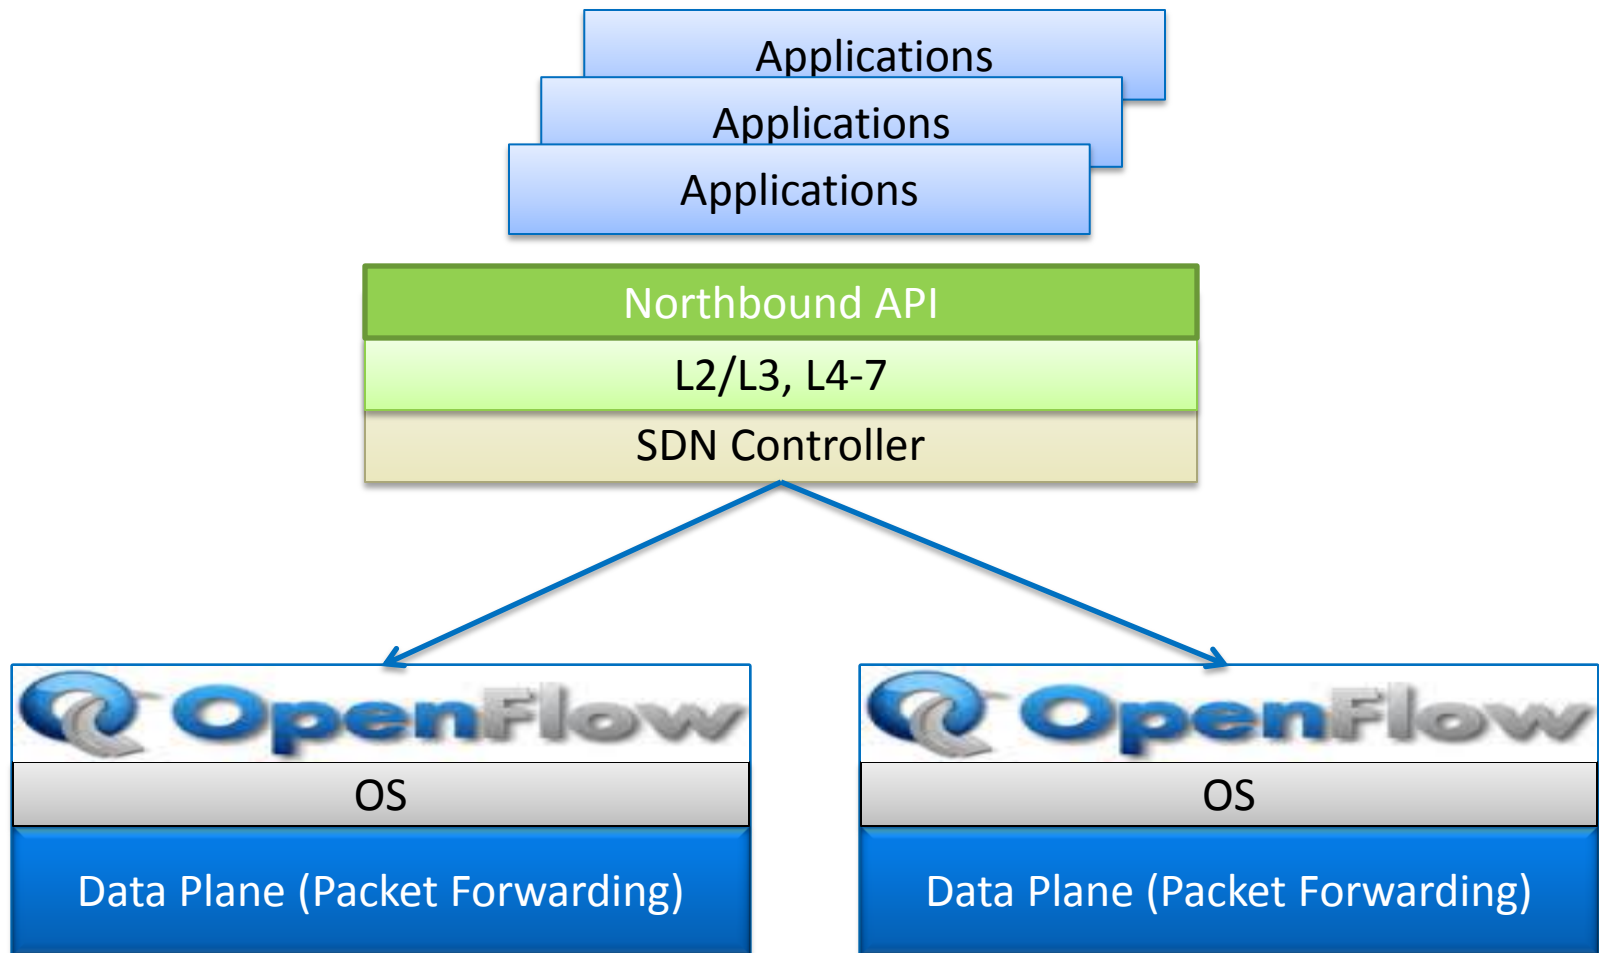 Applications
Applications
Applications
Northbound API
L2/L3, L4-7
SDN Controller
OpenFlow
OpenFlow
OS
OS
Data Plane (Packet Forwarding)
Data Plane (Packet Forwarding)